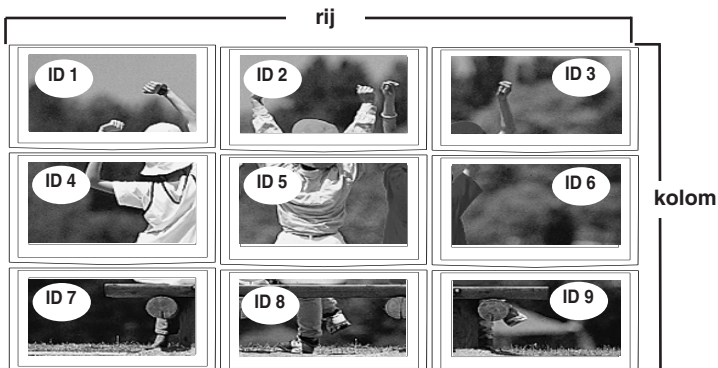 rij
ID 1 ID 2 ID 3
ID 4 ID 5 ID 6
kolom
ID 7 ID 8 ID 9